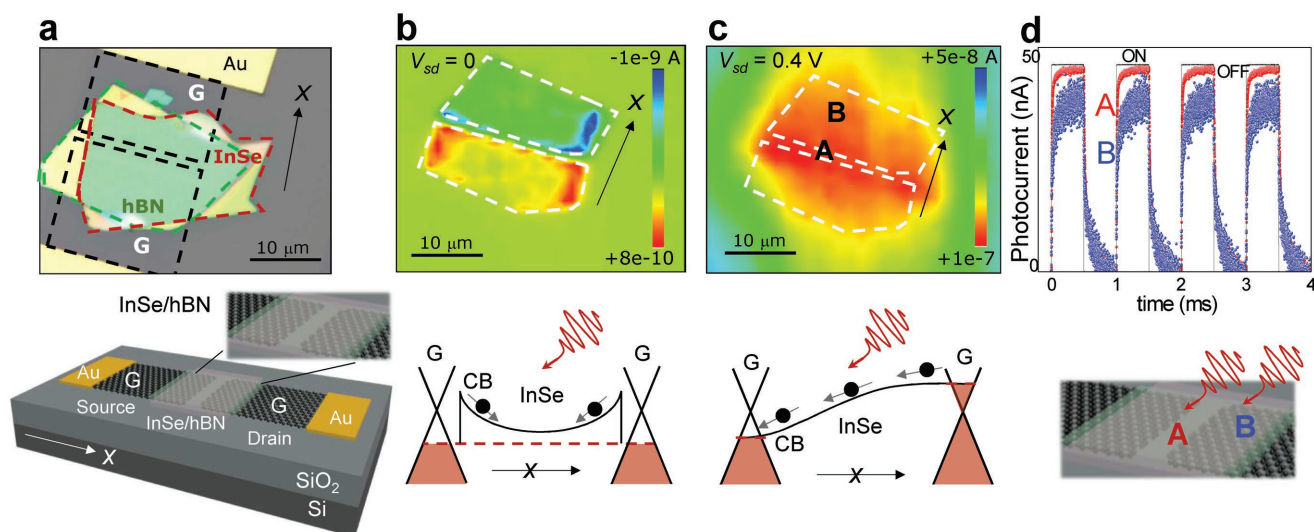 a
Au
G
X
InSe
hBN
G
10 μm
InSe/hBN
Au
G
G
Au
Source
InSe/hBN
Drain
X
SiO2
Si
b
Vsd = 0
-1e-9 A
X
10 μm
+8e-10
G
G
CB
InSe
X
c
Vsd = 0.4 V
+5e-8 A
X
B
A
10 μm
+1e-7
G
G
CB
InSe
X
d
50
ON
OFF
A
B
Photocurrent (nA)
0
0
1
2
3
4
time (ms)
A
B